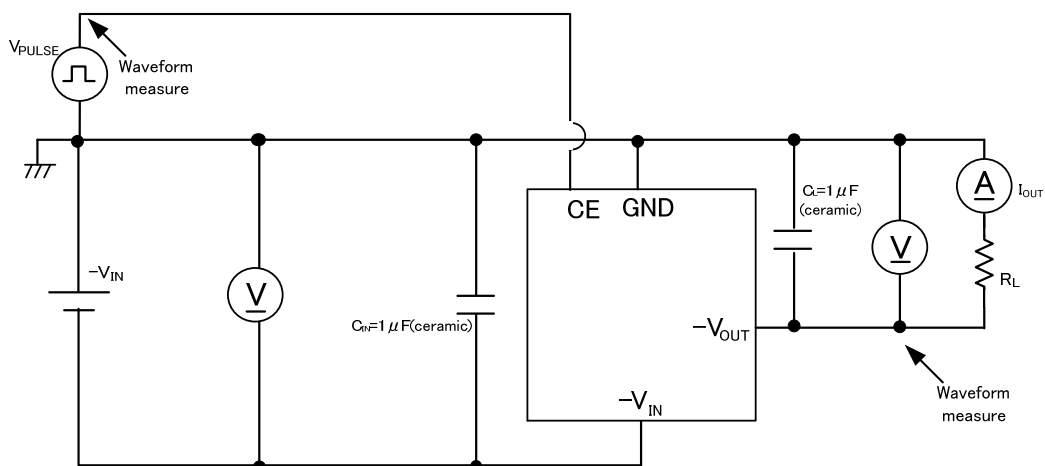 VPULSE
Waveform
measure
CE
GND
CL=1μF
(ceramic)
A
IOUT
V
RL
-VIN
V
CIN=1μF(ceramic)
-VOUT
-VIN
Waveform
measure